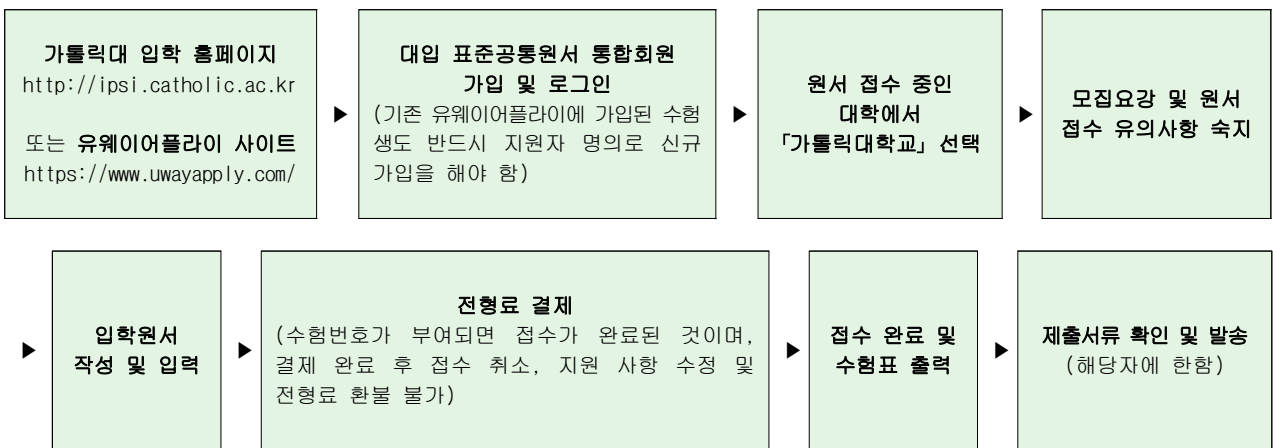 가톨릭대 입학 홈페이지
http://ipsi.catholic.ac.kr
또는 유웨이어플라이 사이트
https://www.uwayapply.com/
▶
대입 표준공통원서 통합회원
가입 및 로그인
(기존 유웨이어플라이에 가입된 수험
생도 반드시 지원자 명의로 신규
가입을 해야 함)
▶
원서 접수 중인
대학에서
「가톨릭대학교」 선택
▶
모집요강 및 원서
접수 유의사항 숙지
▶
입학원서
작성 및 입력
▶
전형료 결제
(수험번호가 부여되면 접수가 완료된 것이며,
결제 완료 후 접수 취소, 지원 사항 수정 및
전형료 환불 불가)
▶
접수 완료 및
수험표 출력
▶
제출서류 확인 및 발송
(해당자에 한함)